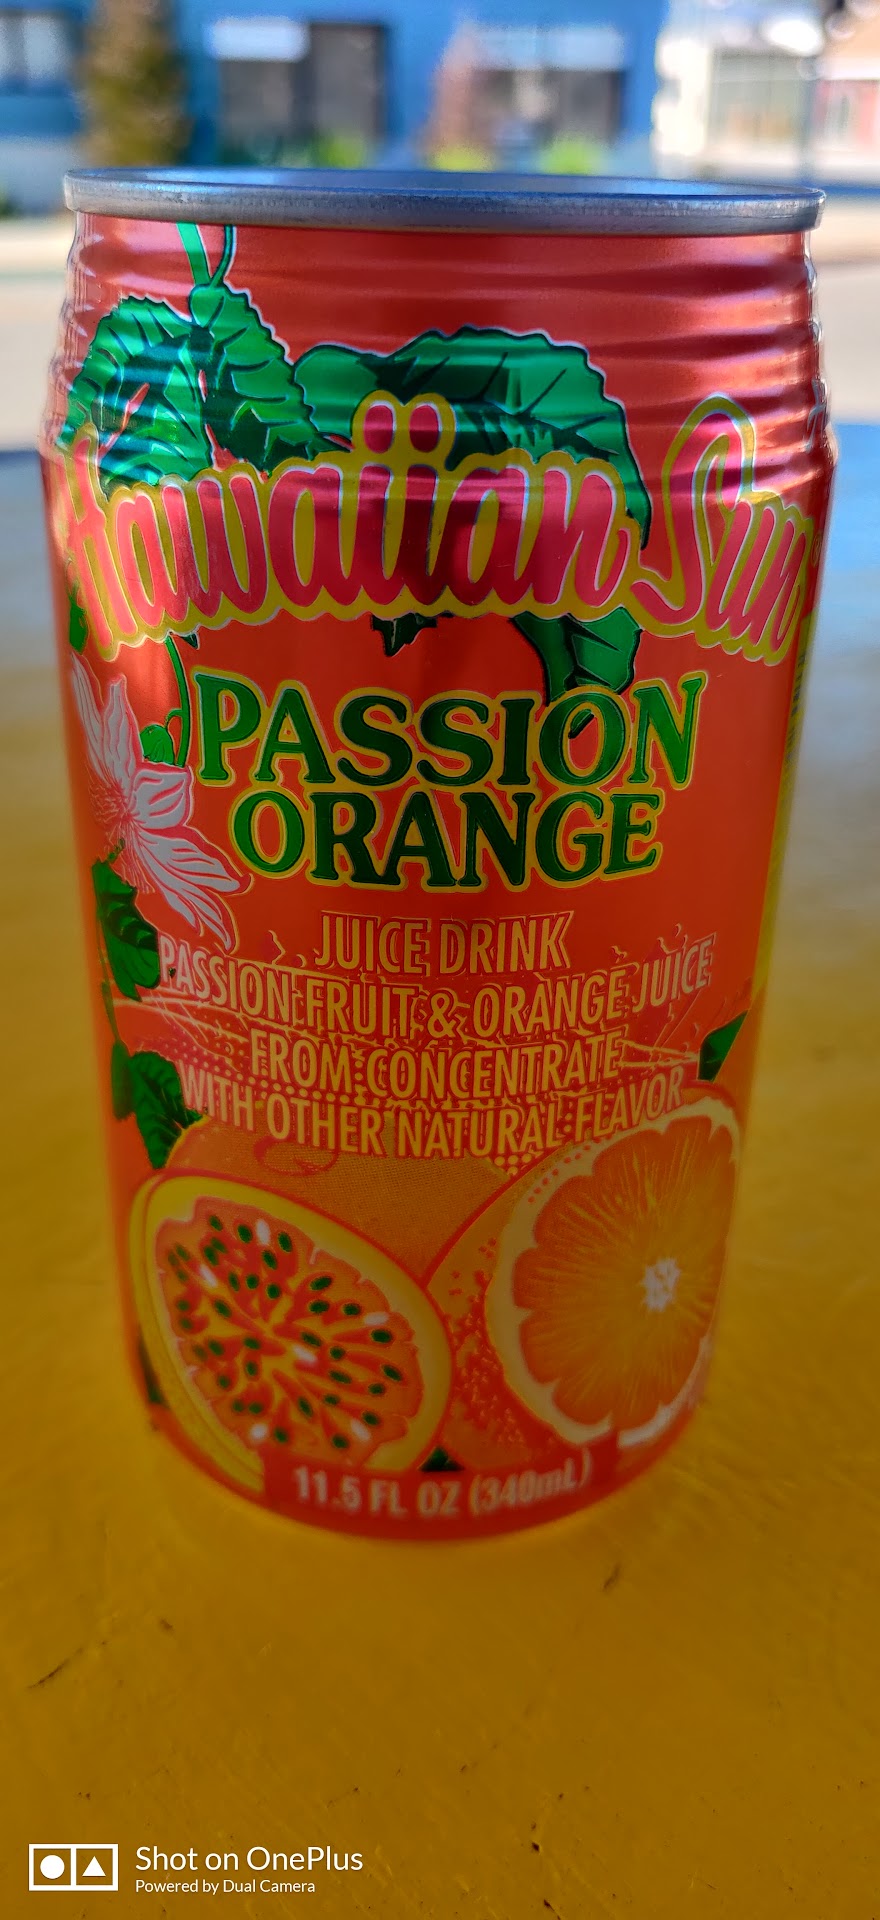 Hawaiian Sun
PASSION
ORANGE
JUICE DRINK
PASSION FRUIT & ORANGE JUICE
FROM CONCENTRATE
WITH OTHER NATURAL FLAVOR
11.5 FL OZ (340mL)
Shot on OnePlus
Powered by Dual Camera